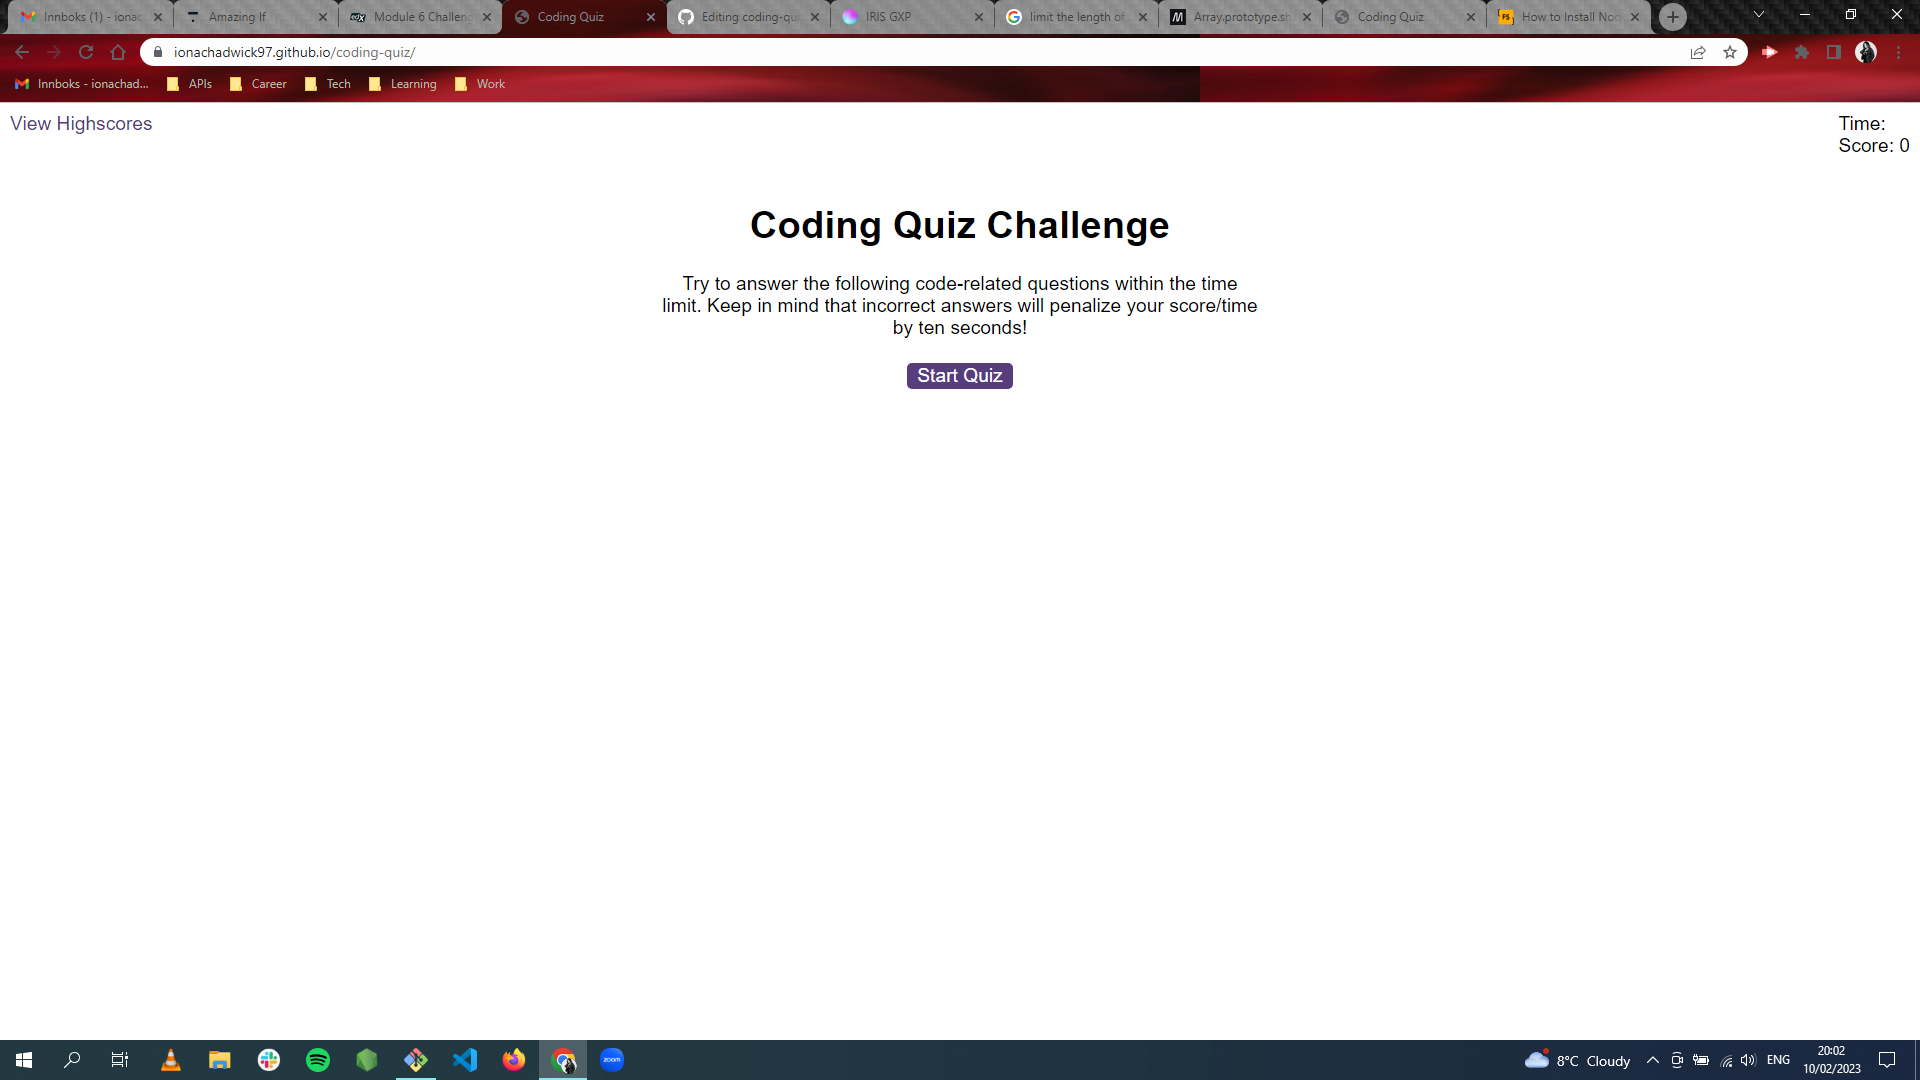 Innboks (1) - ionac
Amazing If
Module 6 Challeng
Coding Quiz
Editing coding-qui
IRIS GXP
limit the length of
Array.prototype.sh
Coding Quiz
How to Install Nod
ionachadwick97.github.io/coding-quiz/
Innboks - ionachad...
APIs
Career
Tech
Learning
Work
View Highscores
Time:
Score: 0
Coding Quiz Challenge
Try to answer the following code-related questions within the time
limit. Keep in mind that incorrect answers will penalize your score/time
by ten seconds!
Start Quiz
zoom
8°C Cloudy
ENG
20:02
10/02/2023